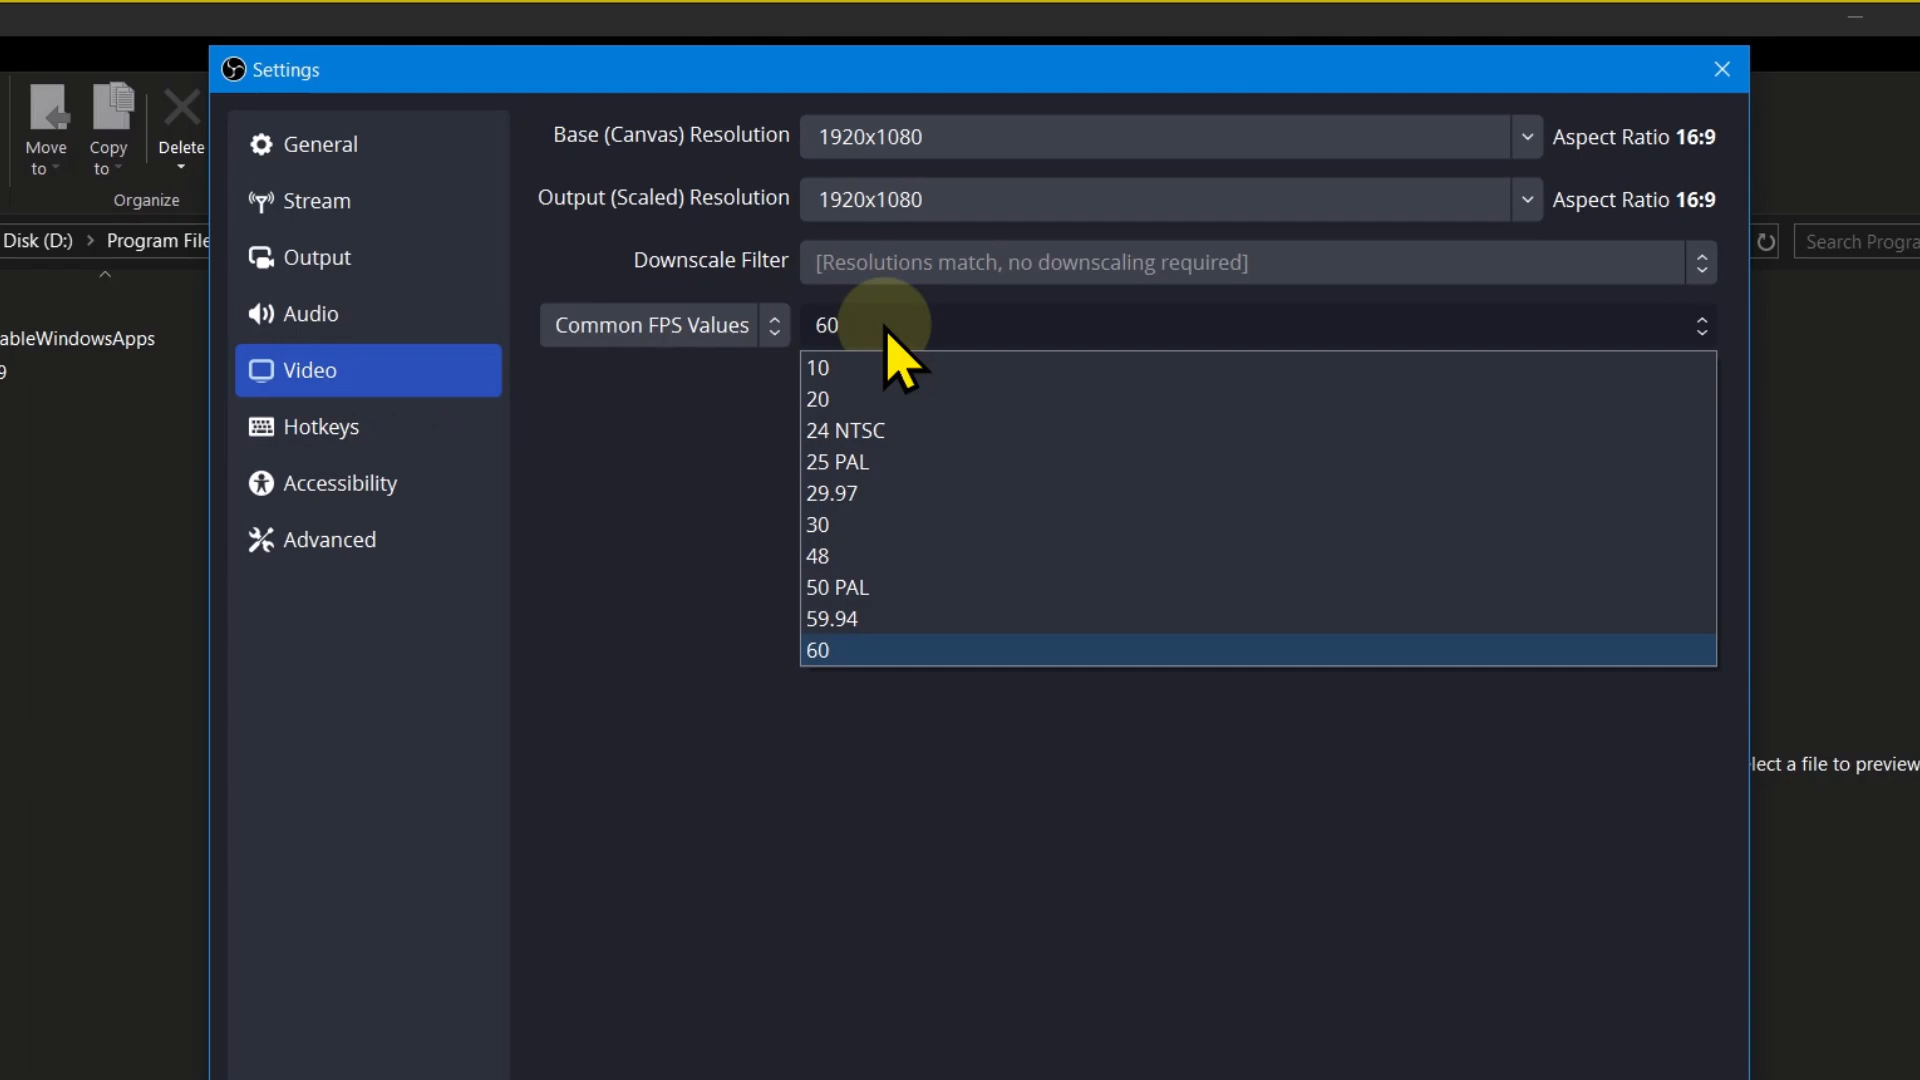 Settings
Move to
Copy to
Delete
Organize
Disk (D:) > Program File
ableWindowsApps
9
General
Stream
Output
Audio
Video
Hotkeys
Accessibility
Advanced
Base (Canvas) Resolution 1920x1080 Aspect Ratio 16:9
Output (Scaled) Resolution 1920x1080 Aspect Ratio 16:9
Downscale Filter [Resolutions match, no downscaling required]
Common FPS Values 60
10
20
24 NTSC
25 PAL
29.97
30
48
50 PAL
59.94
60
Search Progra
lect a file to preview